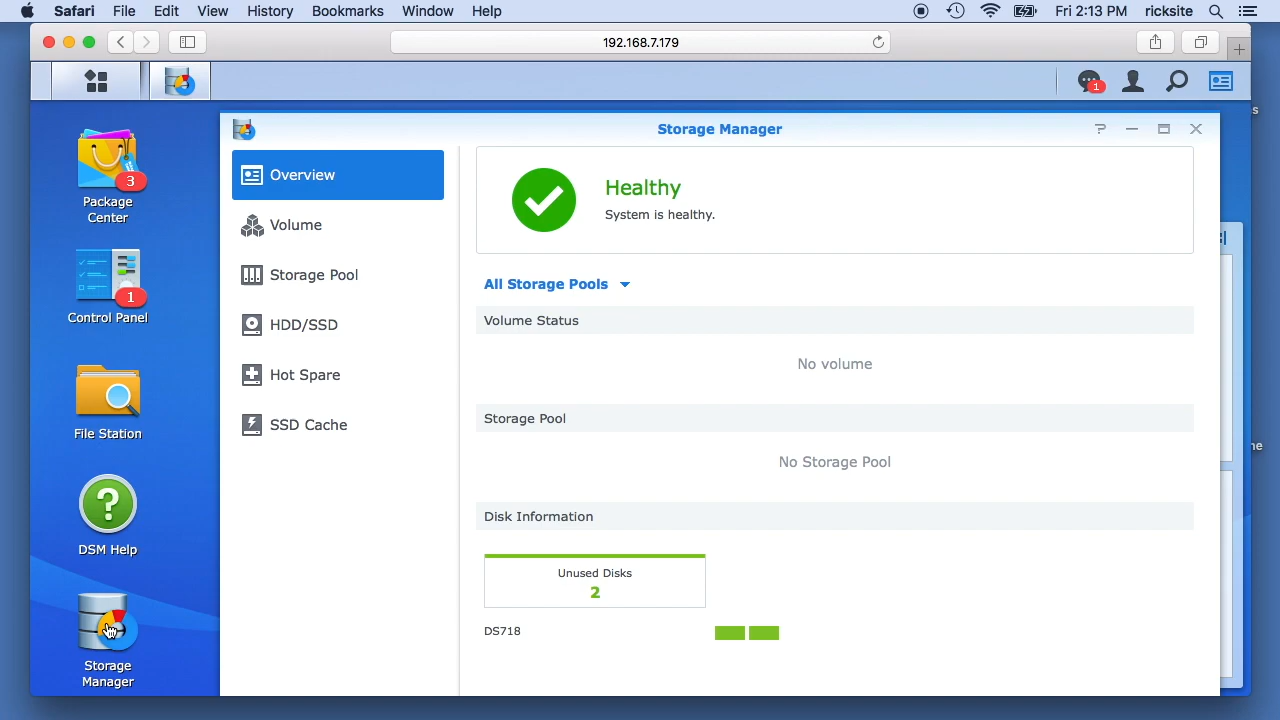 Safari File Edit View History Bookmarks Window Help Fri 2:13 PM ricksite
192.168.7.179
1
Storage Manager
3
Package
Center
1
Control Panel
File Station
DSM Help
Storage
Manager
Overview
Volume
Storage Pool
HDD/SSD
Hot Spare
SSD Cache
Healthy
System is healthy.
All Storage Pools
Volume Status
No volume
Storage Pool
No Storage Pool
Disk Information
Unused Disks
2
DS718